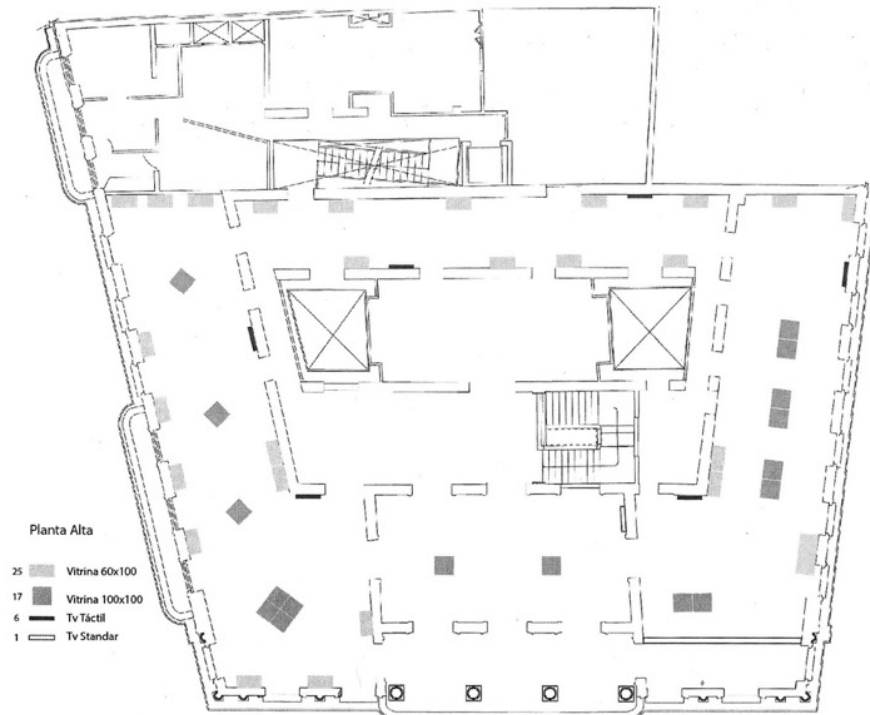 Planta Alta
25 Vitrina 60x100
17 Vitrina 100x100
6 Tv Táctil
1 Tv Standar